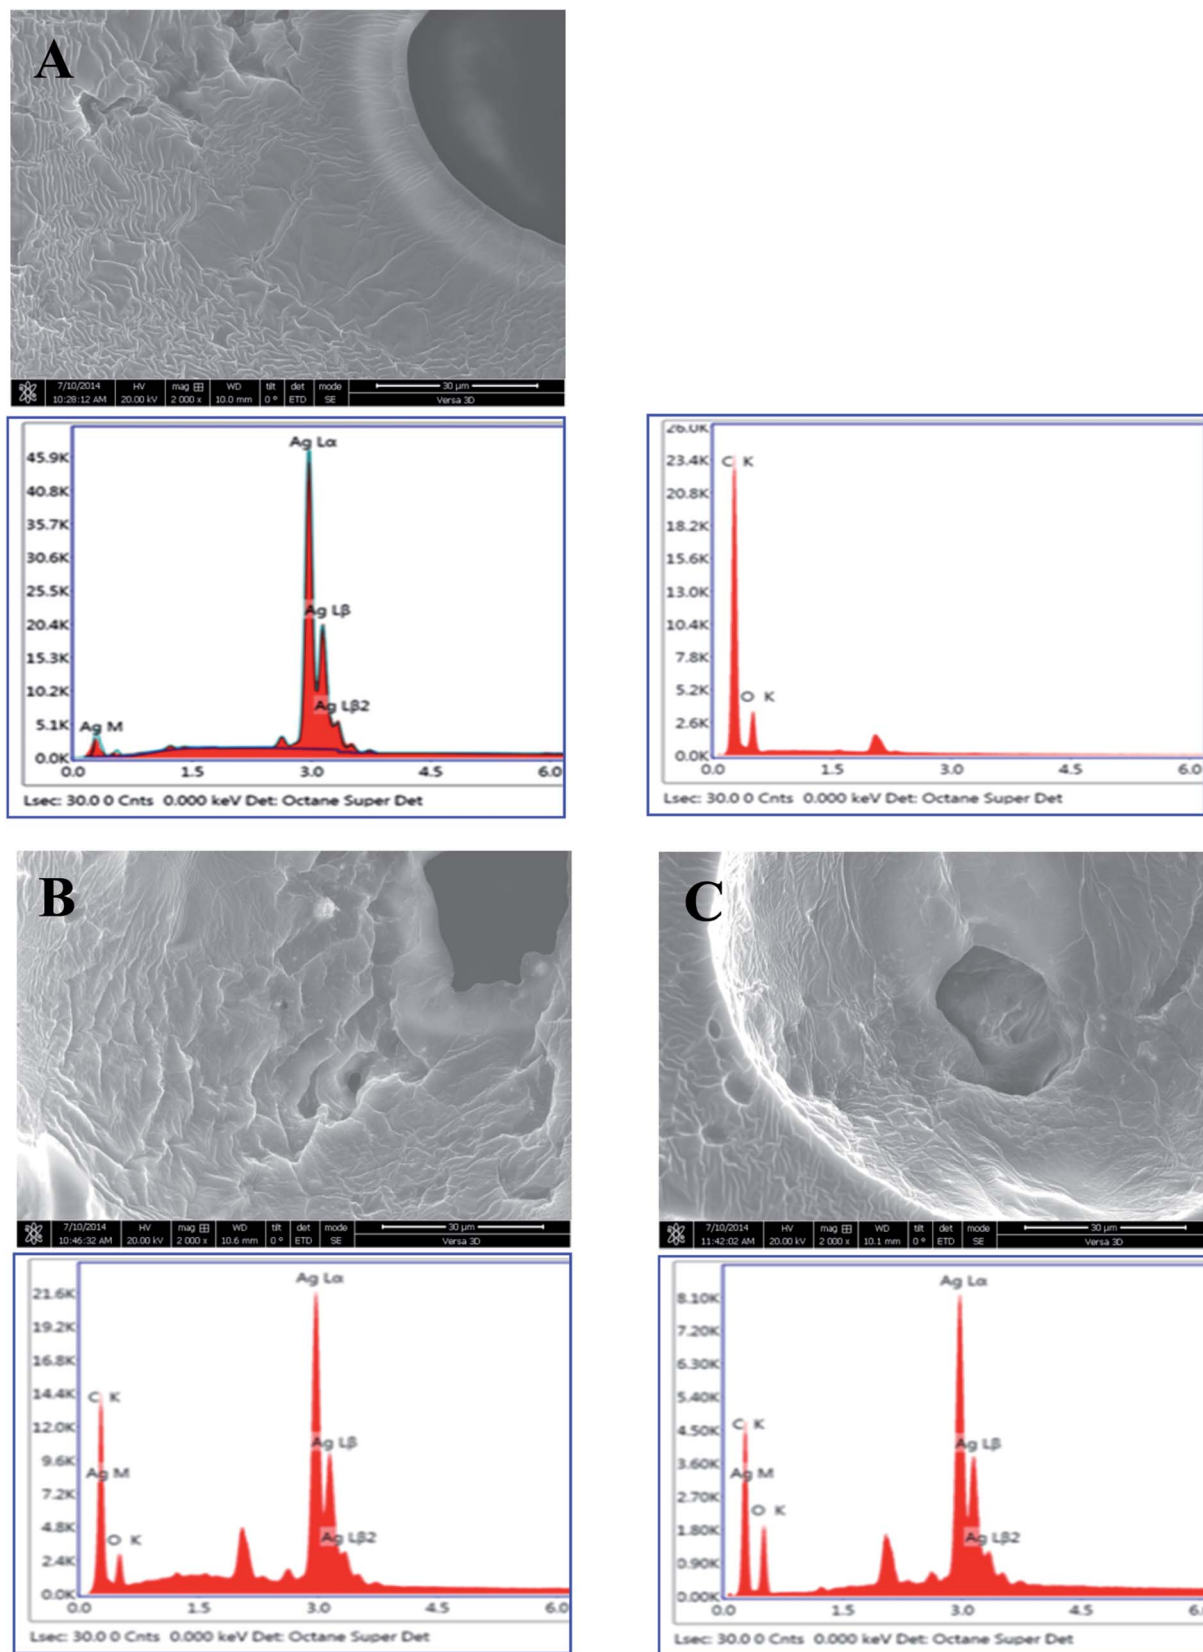 A
7/10/2014 HV mag WD tilt det mode 30 µm
10:28:12 AM 20.00 kV 2 000 x 10.0 mm 0 ° ETD SE Versa 3D
Ag Lα
45.9K
40.8K
35.7K
30.6K
25.5K
Ag Lβ
20.4K
15.3K
10.2K
Ag Lβ2
5.1K
Ag M
0.0K
0.0 1.5 3.0 4.5 6.0
Lsec: 30.0 0 Cnts 0.000 keV Det: Octane Super Det
26.0K
23.4K
C K
20.8K
18.2K
15.6K
13.0K
10.4K
7.8K
5.2K
O K
2.6K
0.0K
0.0 1.5 3.0 4.5 6.0
Lsec: 30.0 0 Cnts 0.000 keV Det: Octane Super Det
B
7/10/2014 HV mag WD tilt det mode 30 µm
10:46:32 AM 20.00 kV 2 000 x 10.6 mm 0 ° ETD SE Versa 3D
Ag Lα
21.6K
19.2K
16.8K
14.4K
C K
12.0K
Ag Lβ
9.6K
Ag M
7.2K
4.8K
O K
Ag Lβ2
2.4K
0.0K
0.0 1.5 3.0 4.5 6.0
Lsec: 30.0 0 Cnts 0.000 keV Det: Octane Super Det
C
7/10/2014 HV mag WD tilt det mode 30 µm
11:42:02 AM 20.00 kV 2 000 x 10.1 mm 0 ° ETD SE Versa 3D
Ag Lα
8.10K
7.20K
6.30K
5.40K
C K
4.50K
Ag Lβ
3.60K
Ag M
2.70K
O K
1.80K
Ag Lβ2
0.90K
0.00K
0.0 1.5 3.0 4.5 6.
Lsec: 30.0 0 Cnts 0.000 keV Det: Octane Super Det